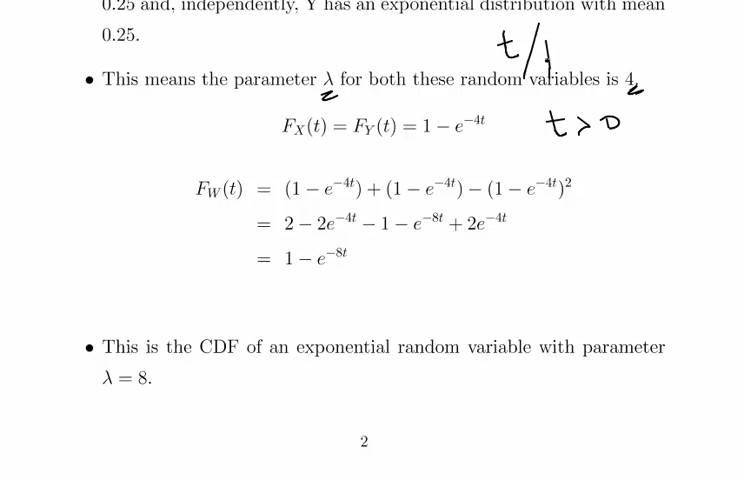 0.25 and, independently, Y has an exponential distribution with mean
0.25.
t/λ
• This means the parameter λ for both these random variables is 4.
F_X(t) = F_Y(t) = 1 − e^{−4t}
t > 0
F_W(t) = (1 − e^{−4t}) + (1 − e^{−4t}) − (1 − e^{−4t})^2
= 2 − 2e^{−4t} − 1 − e^{−8t} + 2e^{−4t}
= 1 − e^{−8t}
• This is the CDF of an exponential random variable with parameter
λ = 8.
2